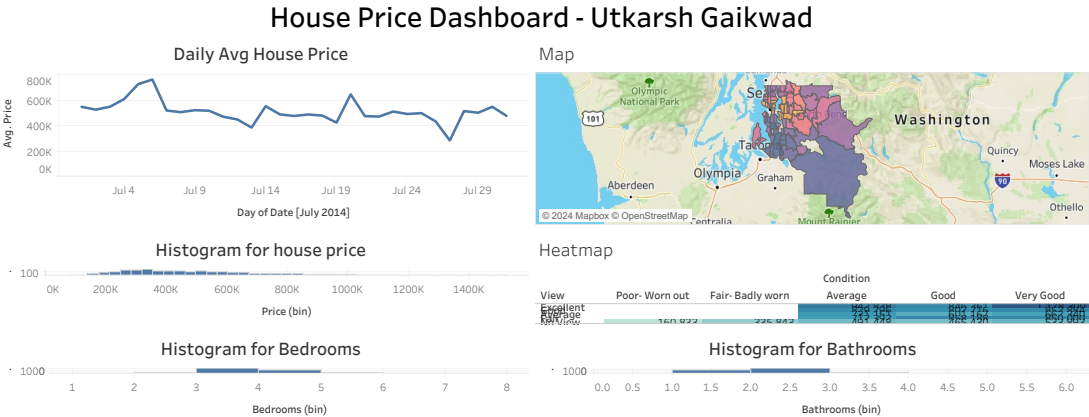 House Price Dashboard - Utkarsh Gaikwad
Daily Avg House Price
Avg. Price
800K
600K
400K
200K
0K
Jul 4 Jul 9 Jul 14 Jul 19 Jul 24 Jul 29
Day of Date [July 2014]
Map
Olympic
National Park
101
Washington
Quincy
Moses Lake
90
Othello
Olympia
Graham
Aberdeen
Mount Rainier
© 2024 Mapbox © OpenStreetMap
Histogram for house price
100
0K 200K 400K 600K 800K 1000K 1200K 1400K
Price (bin)
Heatmap
Condition
View Poor- Worn out Fair- Badly worn Average Good Very Good
Excellent
Good
Average
Histogram for Bedrooms
1000
1 2 3 4 5 6 7 8
Bedrooms (bin)
Histogram for Bathrooms
1000
0.0 0.5 1.0 1.5 2.0 2.5 3.0 3.5 4.0 4.5 5.0 5.5 6.0
Bathrooms (bin)